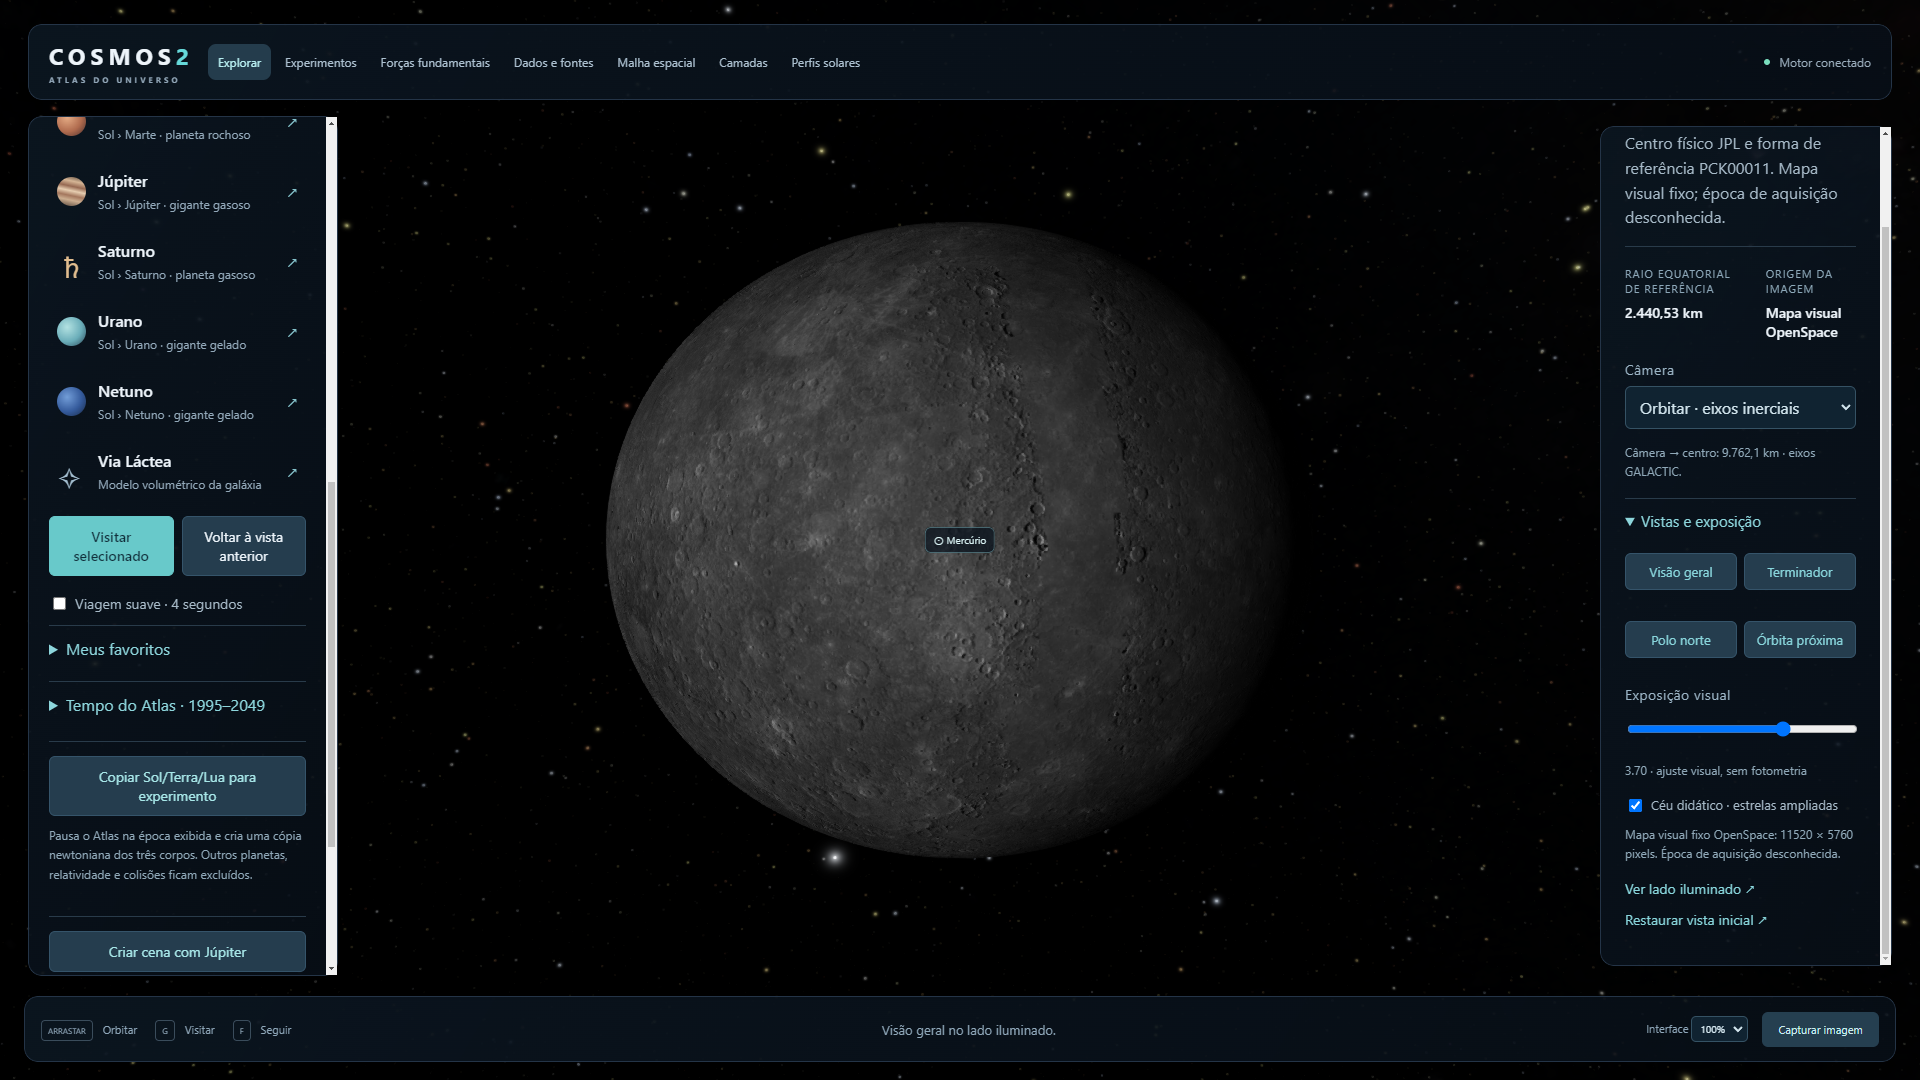 COSMOS2
ATLAS DO UNIVERSO
Explorar
Experimentos
Forças fundamentais
Dados e fontes
Malha espacial
Camadas
Perfis solares
Motor conectado
Sol › Marte · planeta rochoso
↗
Júpiter
Sol › Júpiter · gigante gasoso
↗
Saturno
Sol › Saturno · planeta gasoso
↗
Urano
Sol › Urano · gigante gelado
↗
Netuno
Sol › Netuno · gigante gelado
↗
Via Láctea
Modelo volumétrico da galáxia
↗
Visitar
selecionado
Voltar à vista
anterior
Viagem suave · 4 segundos
Meus favoritos
Tempo do Atlas · 1995–2049
Copiar Sol/Terra/Lua para
experimento
Pausa o Atlas na época exibida e cria uma cópia
newtoniana dos três corpos. Outros planetas,
relatividade e colisões ficam excluídos.
Criar cena com Júpiter
Mercúrio
Centro físico JPL e forma de
referência PCK00011. Mapa
visual fixo; época de aquisição
desconhecida.
RAIO EQUATORIAL
DE REFERÊNCIA
2.440,53 km
ORIGEM DA
IMAGEM
Mapa visual
OpenSpace
Câmera
Orbitar · eixos inerciais
Câmera → centro: 9.762,1 km · eixos
GALACTIC.
Vistas e exposição
Visão geral
Terminador
Polo norte
Órbita próxima
Exposição visual
3.70 · ajuste visual, sem fotometria
Céu didático · estrelas ampliadas
Mapa visual fixo OpenSpace: 11520 × 5760
pixels. Época de aquisição desconhecida.
Ver lado iluminado ↗
Restaurar vista inicial ↗
ARRASTAR Orbitar
G Visitar
F Seguir
Visão geral no lado iluminado.
Interface 100%
Capturar imagem